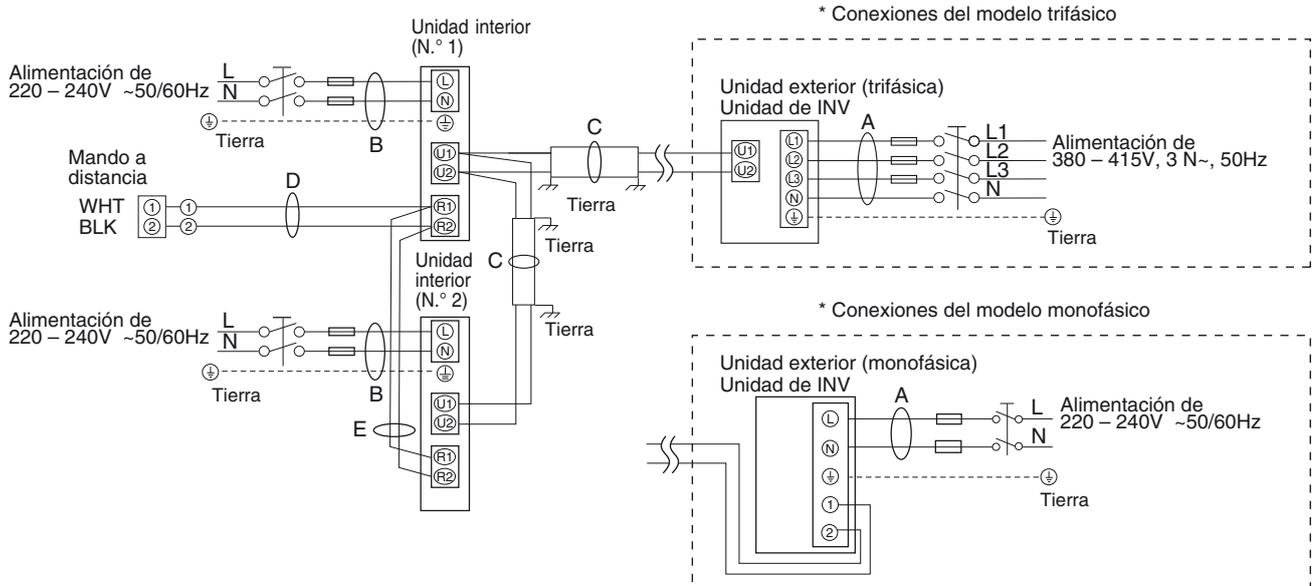 * Conexiones del modelo trifásico
Unidad interior
(N.° 1)
Alimentación de
220 – 240V ~50/60Hz
L
N
Tierra
B
L
N
U1
U2
R1
R2
Mando a
distancia
WHT
BLK
1
2
1
2
D
C
Tierra
Unidad exterior (trifásica)
Unidad de INV
U1
U2
L1
L2
L3
N
A
L1
L2
L3
N
Alimentación de
380 – 415V, 3 N~, 50Hz
Tierra
Tierra
C
Tierra
Unidad
interior
(N.° 2)
Alimentación de
220 – 240V ~50/60Hz
L
N
Tierra
B
L
N
U1
U2
E
R1
R2
* Conexiones del modelo monofásico
Unidad exterior (monofásica)
Unidad de INV
L
N
1
2
A
L
N
Alimentación de
220 – 240V ~50/60Hz
Tierra